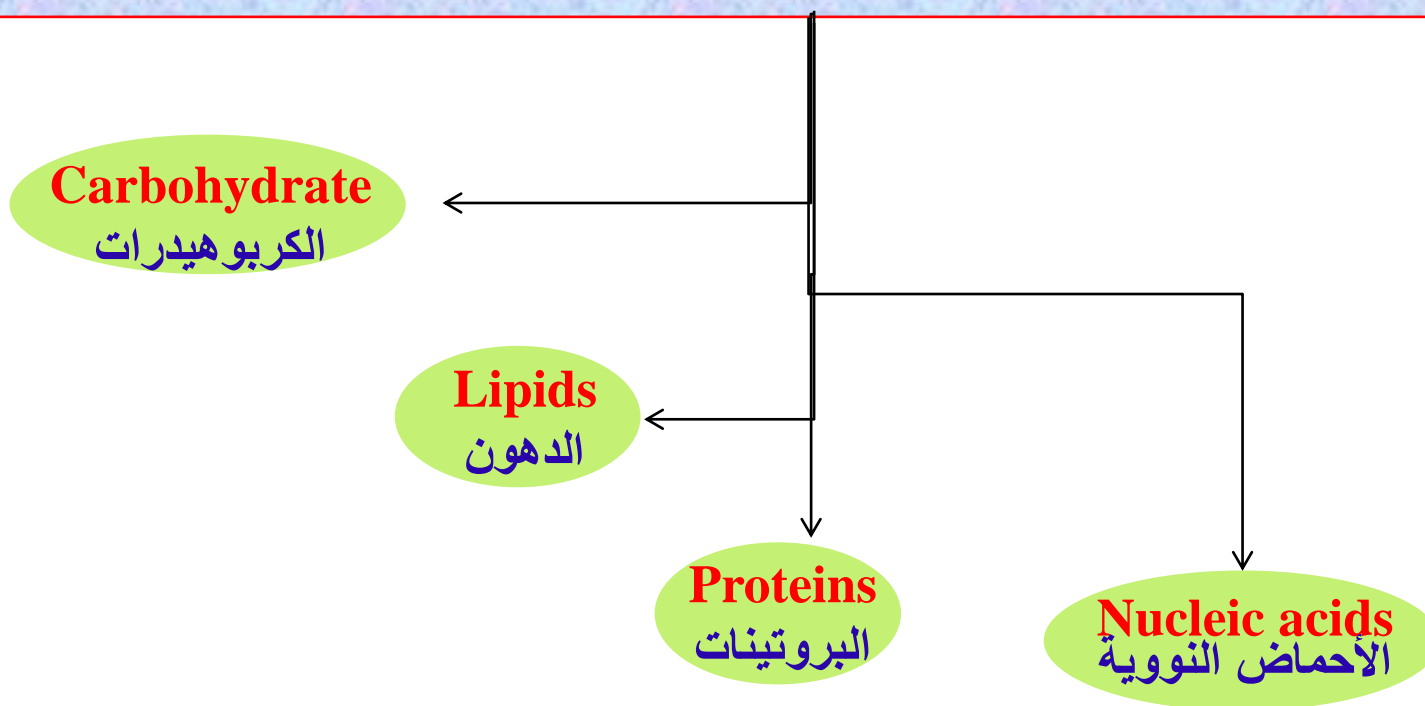 Carbohydrate
الكربوهيدرات
Lipids
الدهون
Proteins
البروتينات
Nucleic acids
الأحماض النووية